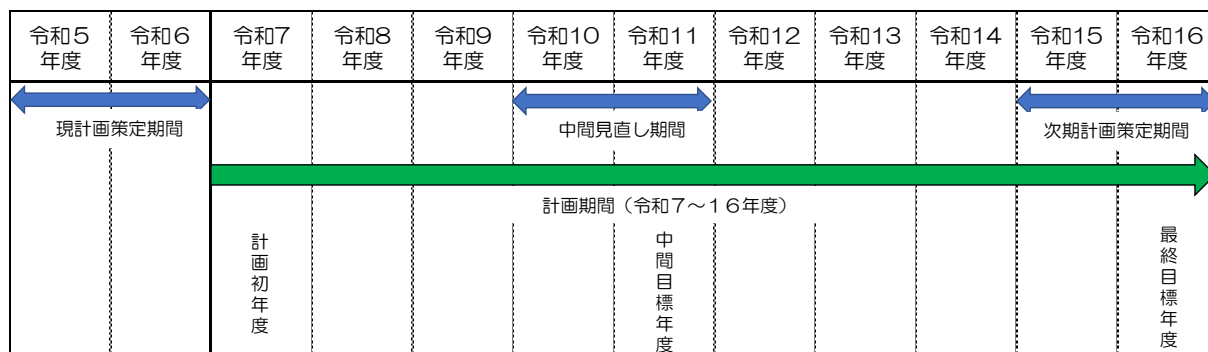 令和5年度
令和6年度
令和7年度
令和8年度
令和9年度
令和10年度
令和11年度
令和12年度
令和13年度
令和14年度
令和15年度
令和16年度
現計画策定期間
中間見直し期間
次期計画策定期間
計画期間（令和7～16年度）
計画初年度
中間目標年度
最終目標年度